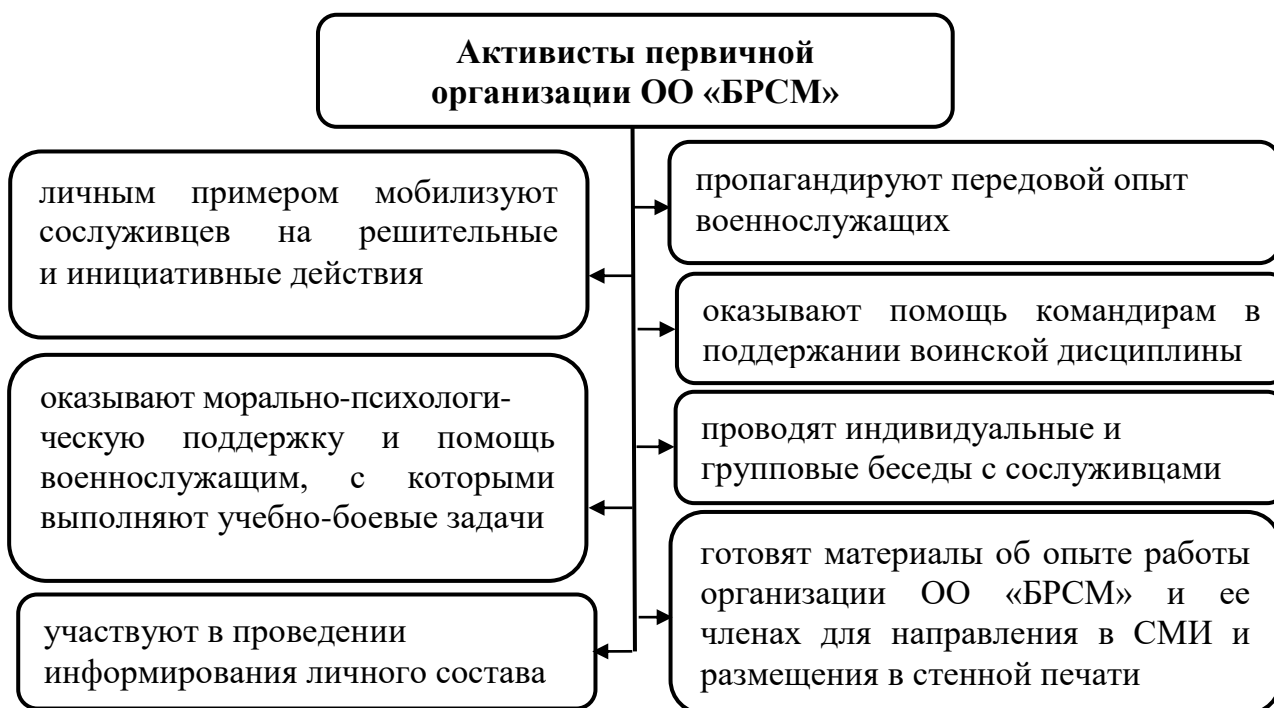 Активисты первичной
организации ОО «БРСМ»
личным примером мобилизуют
сослуживцев на решительные
и инициативные действия
оказывают морально-психологи-
ческую поддержку и помощь
военнослужащим, с которыми
выполняют учебно-боевые задачи
участвуют в проведении
информирования личного состава
пропагандируют передовой опыт
военнослужащих
оказывают помощь командирам в
поддержании воинской дисциплины
проводят индивидуальные и
групповые беседы с сослуживцами
готовят материалы об опыте работы
организации ОО «БРСМ» и ее
членах для направления в СМИ и
размещения в стенной печати